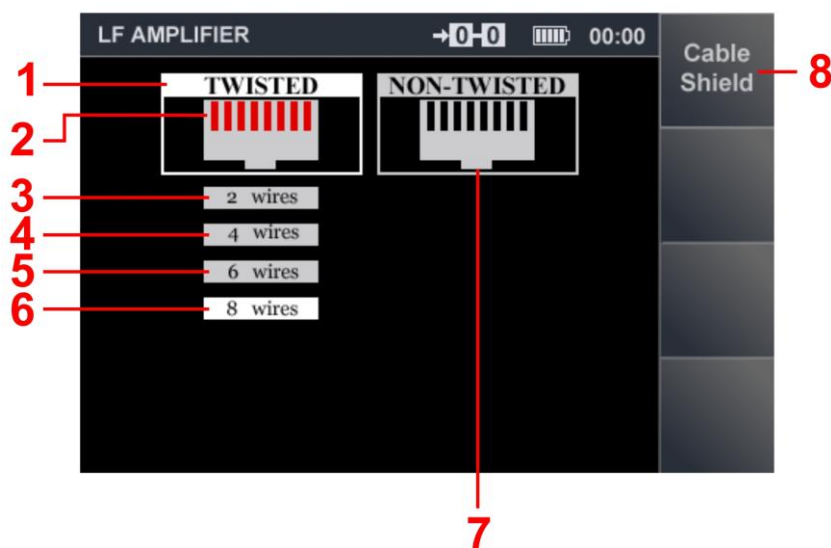 LF AMPLIFIER →0-0 00:00
Cable
Shield
8
1
TWISTED NON-TWISTED
2
3
2 wires
4
4 wires
5
6 wires
6
8 wires
7